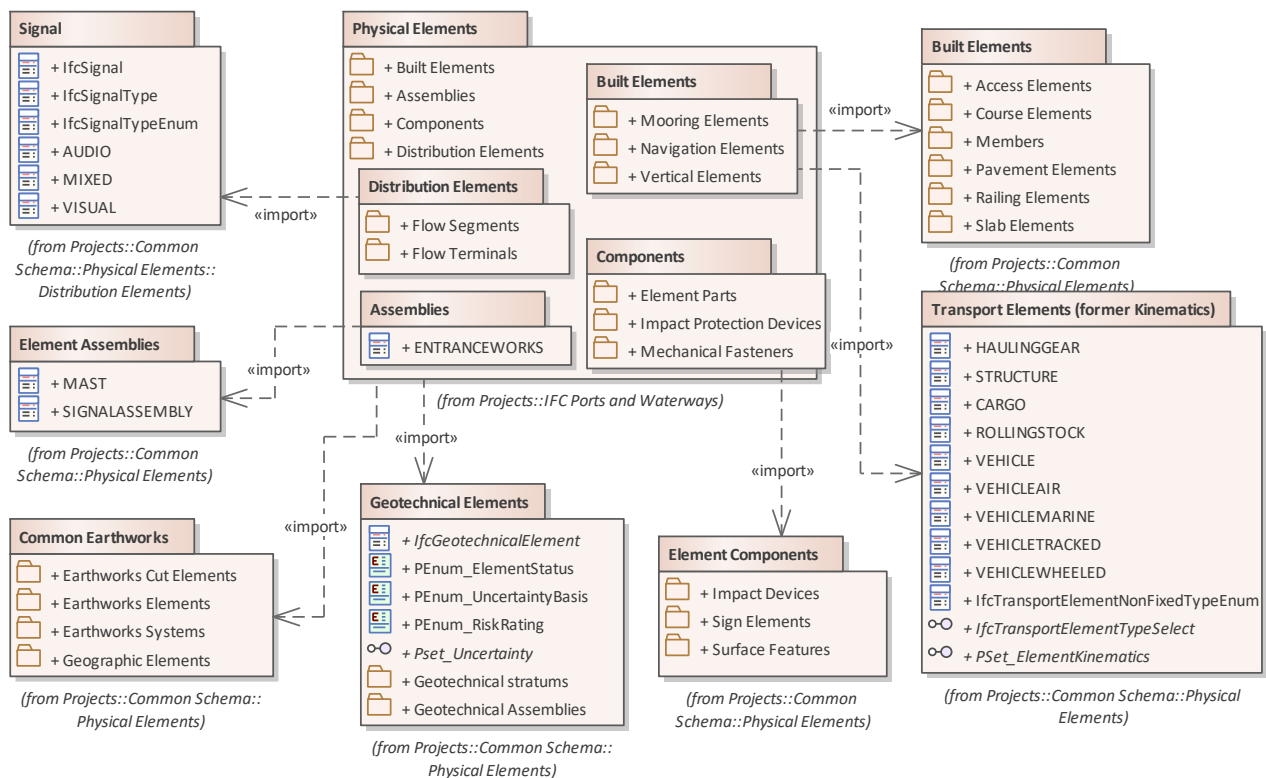 Signal
+ IfcSignal
+ IfcSignalType
+ IfcSignalTypeEnum
+ AUDIO
+ MIXED
+ VISUAL
(from Projects::Common
Schema::Physical Elements::
Distribution Elements)
Physical Elements
+ Built Elements
+ Assemblies
+ Components
+ Distribution Elements
Built Elements
+ Mooring Elements
+ Navigation Elements
+ Vertical Elements
Distribution Elements
+ Flow Segments
+ Flow Terminals
Components
+ Element Parts
+ Impact Protection Devices
+ Mechanical Fasteners
Assemblies
+ ENTRANCEWORKS
(from Projects::IFC Ports and Waterways)
«import»
«import»
«import»
«import»
«import»
«import»
«import»
Built Elements
+ Access Elements
+ Course Elements
+ Members
+ Pavement Elements
+ Railing Elements
+ Slab Elements
(from Projects::Common
Schema::Physical Elements)
Transport Elements (former Kinematics)
+ HAULINGGEAR
+ STRUCTURE
+ CARGO
+ ROLLINGSTOCK
+ VEHICLE
+ VEHICLEAIR
+ VEHICLEMARINE
+ VEHICLETRACKED
+ VEHICLEWHEELED
+ IfcTransportElementNonFixedTypeEnum
+ IfcTransportElementTypeSelect
+ PSet_ElementKinematics
(from Projects::Common Schema::Physical
Elements)
Element Assemblies
+ MAST
+ SIGNALASSEMBLY
(from Projects::Common
Schema::Physical Elements)
Common Earthworks
+ Earthworks Cut Elements
+ Earthworks Elements
+ Earthworks Systems
+ Geographic Elements
(from Projects::Common Schema::
Physical Elements)
Geotechnical Elements
+ IfcGeotechnicalElement
+ PEnum_ElementStatus
+ PEnum_UncertaintyBasis
+ PEnum_RiskRating
+ Pset_Uncertainty
+ Geotechnical stratums
+ Geotechnical Assemblies
(from Projects::Common Schema::
Physical Elements)
Element Components
+ Impact Devices
+ Sign Elements
+ Surface Features
(from Projects::Common
Schema::Physical Elements)